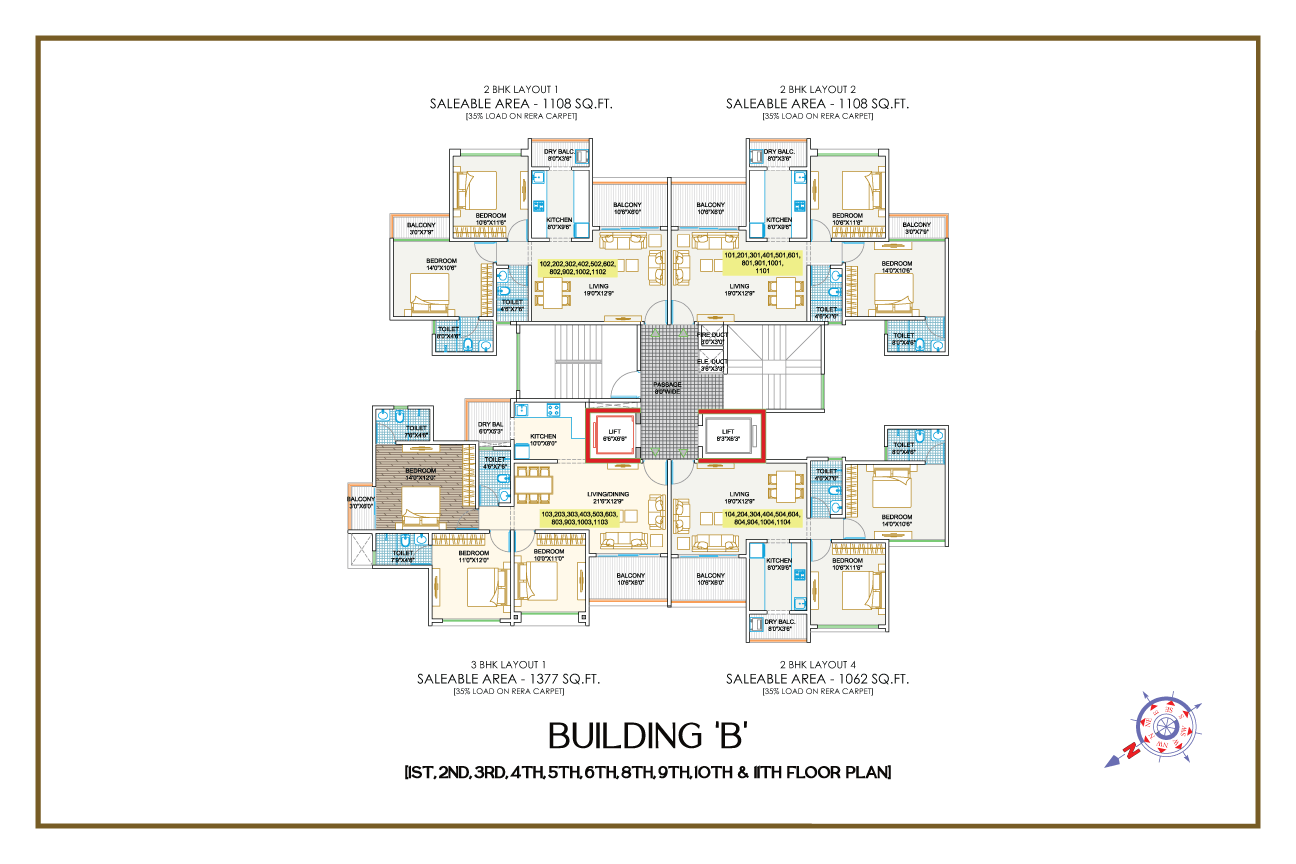 2 BHK LAYOUT 1
SALEABLE AREA - 1108 SQ.FT.
[35% LOAD ON RERA CARPET]
2 BHK LAYOUT 2
SALEABLE AREA - 1108 SQ.FT.
[35% LOAD ON RERA CARPET]
DRY BALC.
8'0"X3'6"
BEDROOM
10'6"X11'6"
KITCHEN
8'0"X9'6"
BALCONY
10'6"X6'0"
BALCONY
3'0"X7'9"
BEDROOM
14'0"X10'6"
102,202,302,402,502,602,
802,902,1002,1102
LIVING
19'0"X12'9"
TOILET
4'6"X7'6"
TOILET
8'0"X4'6"
DRY BALC.
8'0"X3'6"
BALCONY
10'6"X6'0"
KITCHEN
8'0"X9'6"
BEDROOM
10'6"X11'6"
BALCONY
3'0"X7'9"
101,201,301,401,501,601,
801,901,1001,
1101
LIVING
19'0"X12'9"
BEDROOM
14'0"X10'6"
TOILET
4'6"X7'6"
TOILET
8'0"X4'6"
FIRE DUCT
3'0"X3'0"
ELE. DUCT
3'6"X3'3"
PASSAGE
8'0"WIDE
LIFT
6'6"X6'6"
LIFT
8'3"X6'3"
TOILET
7'6"X4'6"
DRY BAL
6'0"X5'3"
KITCHEN
10'0"X8'0"
BEDROOM
14'0"X12'0"
TOILET
4'6"X7'6"
BALCONY
3'0"X6'0"
LIVING/DINING
21'6"X12'9"
103,203,303,403,503,603,
803,903,1003,1103
TOILET
7'9"X4'6"
BEDROOM
11'0"X12'0"
BEDROOM
10'0"X11'0"
BALCONY
10'6"X6'0"
TOILET
8'0"X4'6"
LIVING
19'0"X12'9"
TOILET
4'6"X7'6"
104,204,304,404,504,604,
804,904,1004,1104
BEDROOM
14'0"X10'6"
BALCONY
10'6"X6'0"
KITCHEN
8'0"X9'6"
BEDROOM
10'6"X11'6"
DRY BALC.
8'0"X3'6"
3 BHK LAYOUT 1
SALEABLE AREA - 1377 SQ.FT.
[35% LOAD ON RERA CARPET]
2 BHK LAYOUT 4
SALEABLE AREA - 1062 SQ.FT.
[35% LOAD ON RERA CARPET]
BUILDING 'B'
[1ST, 2ND, 3RD, 4TH, 5TH, 6TH, 8TH, 9TH, 10TH & 11TH FLOOR PLAN]
N
NE
E
SE
S
NW
N